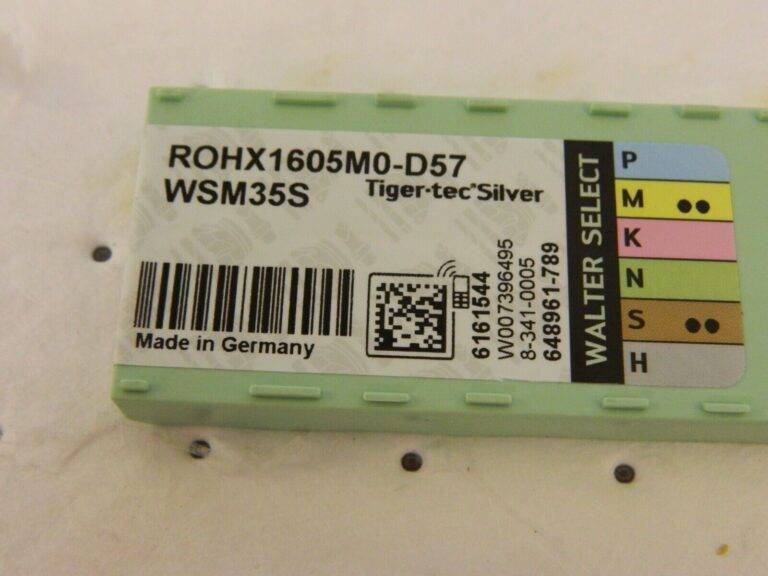 ROHX1605M0-D57
WSM35S
Tiger·tec®Silver
Made in Germany
6161544
W007396495
8-341-0005
648961-789
WALTER SELECT
P
M
K
N
S
H